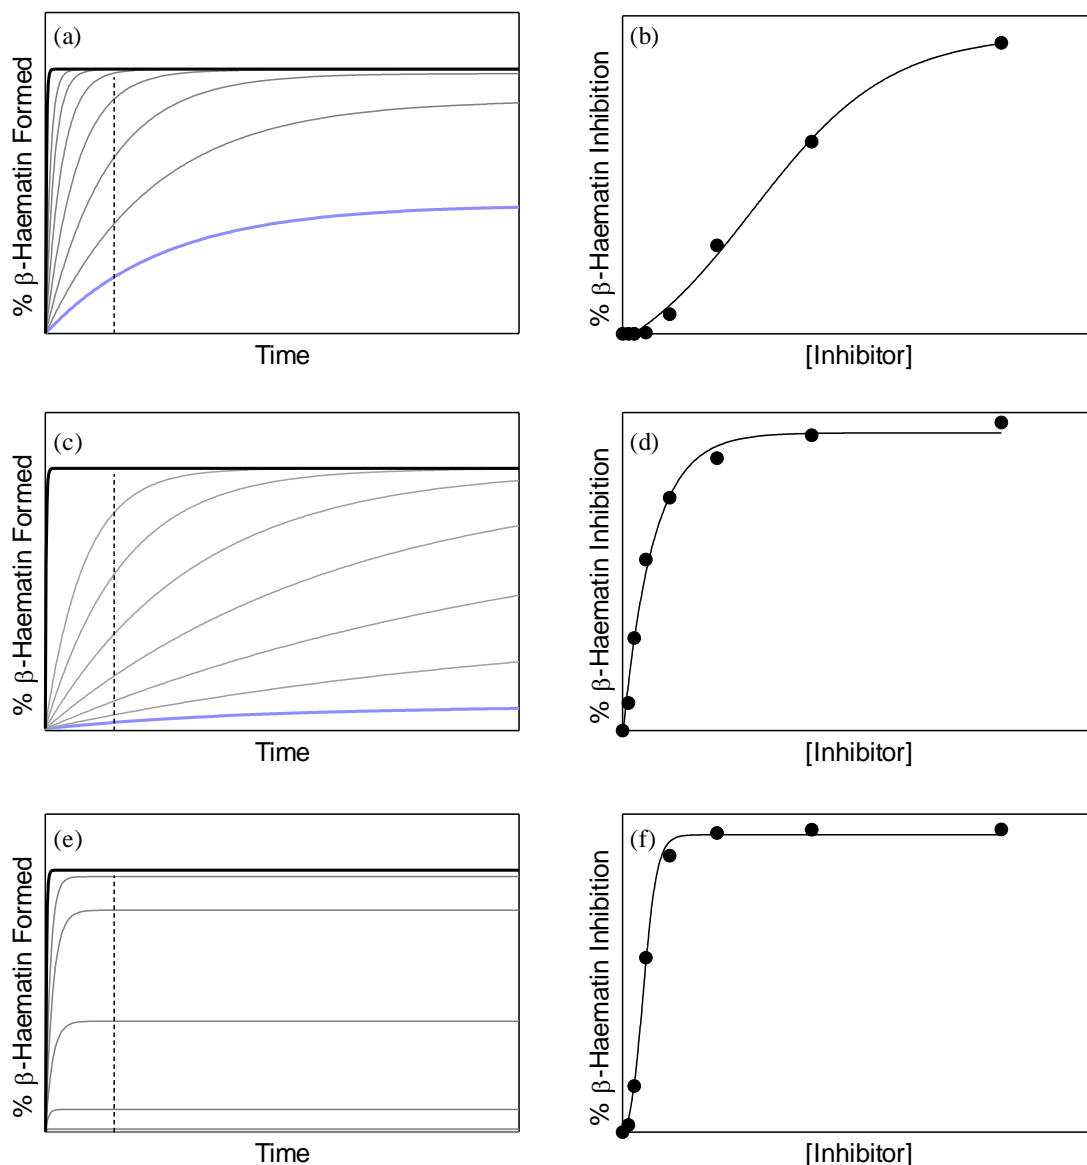 (a)
% β-Haematin Formed
Time
(b)
% β-Haematin Inhibition
[Inhibitor]
(c)
% β-Haematin Formed
Time
(d)
% β-Haematin Inhibition
[Inhibitor]
(e)
% β-Haematin Formed
Time
(f)
% β-Haematin Inhibition
[Inhibitor]